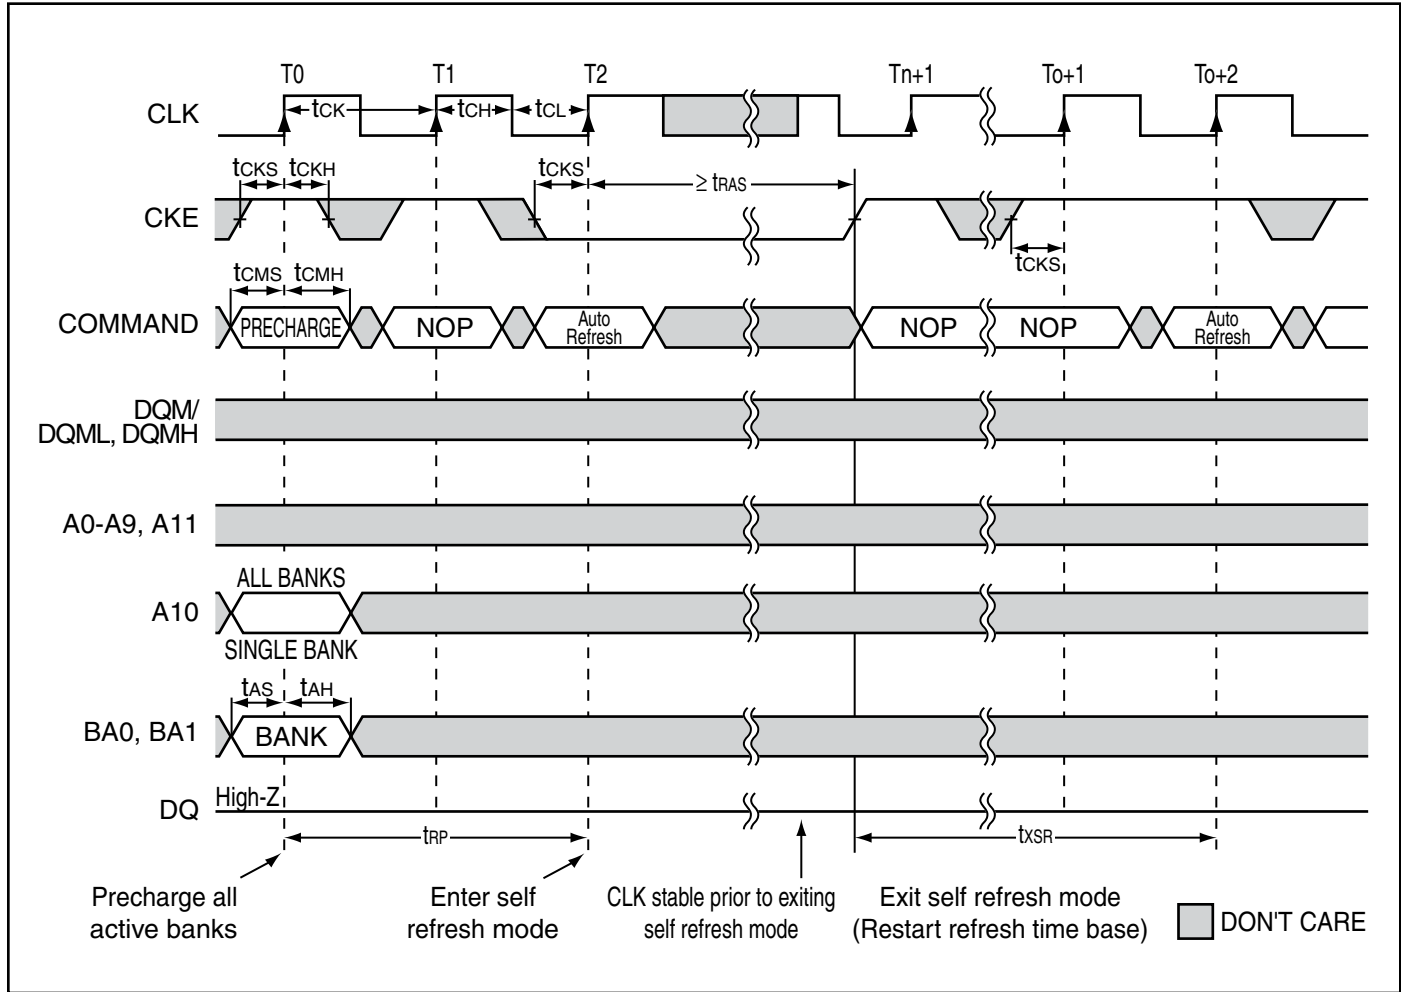 T0 T1 T2 Tn+1 To+1 To+2
CLK tCK tCH tCL
tCKS tCKH tCKS ≥ tRAS
CKE
tCKS
tCMS tCMH
COMMAND PRECHARGE NOP Auto Refresh NOP NOP Auto Refresh
DQM/
DQML, DQMH
A0-A9, A11
ALL BANKS
A10
SINGLE BANK
tAS tAH
BA0, BA1 BANK
High-Z
DQ
tRP tXSR
Precharge all
active banks
Enter self
refresh mode
CLK stable prior to exiting
self refresh mode
Exit self refresh mode
(Restart refresh time base)
DON'T CARE